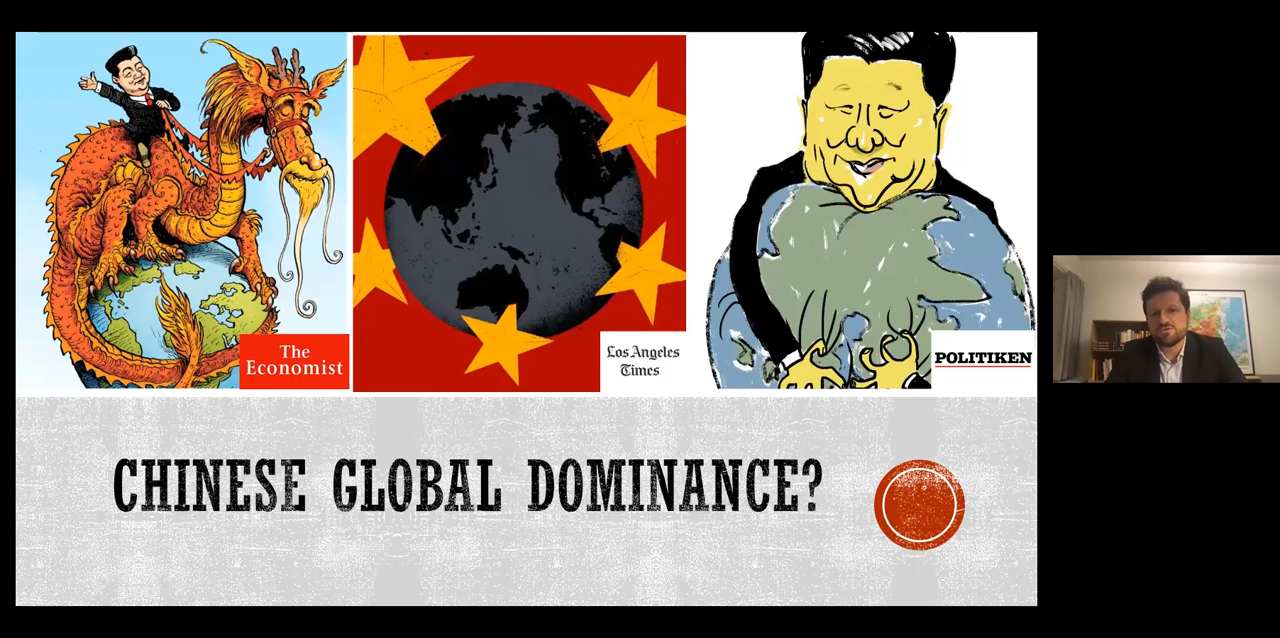 The
Economist
Los Angeles
Times
POLITIKEN
CHINESE GLOBAL DOMINANCE?